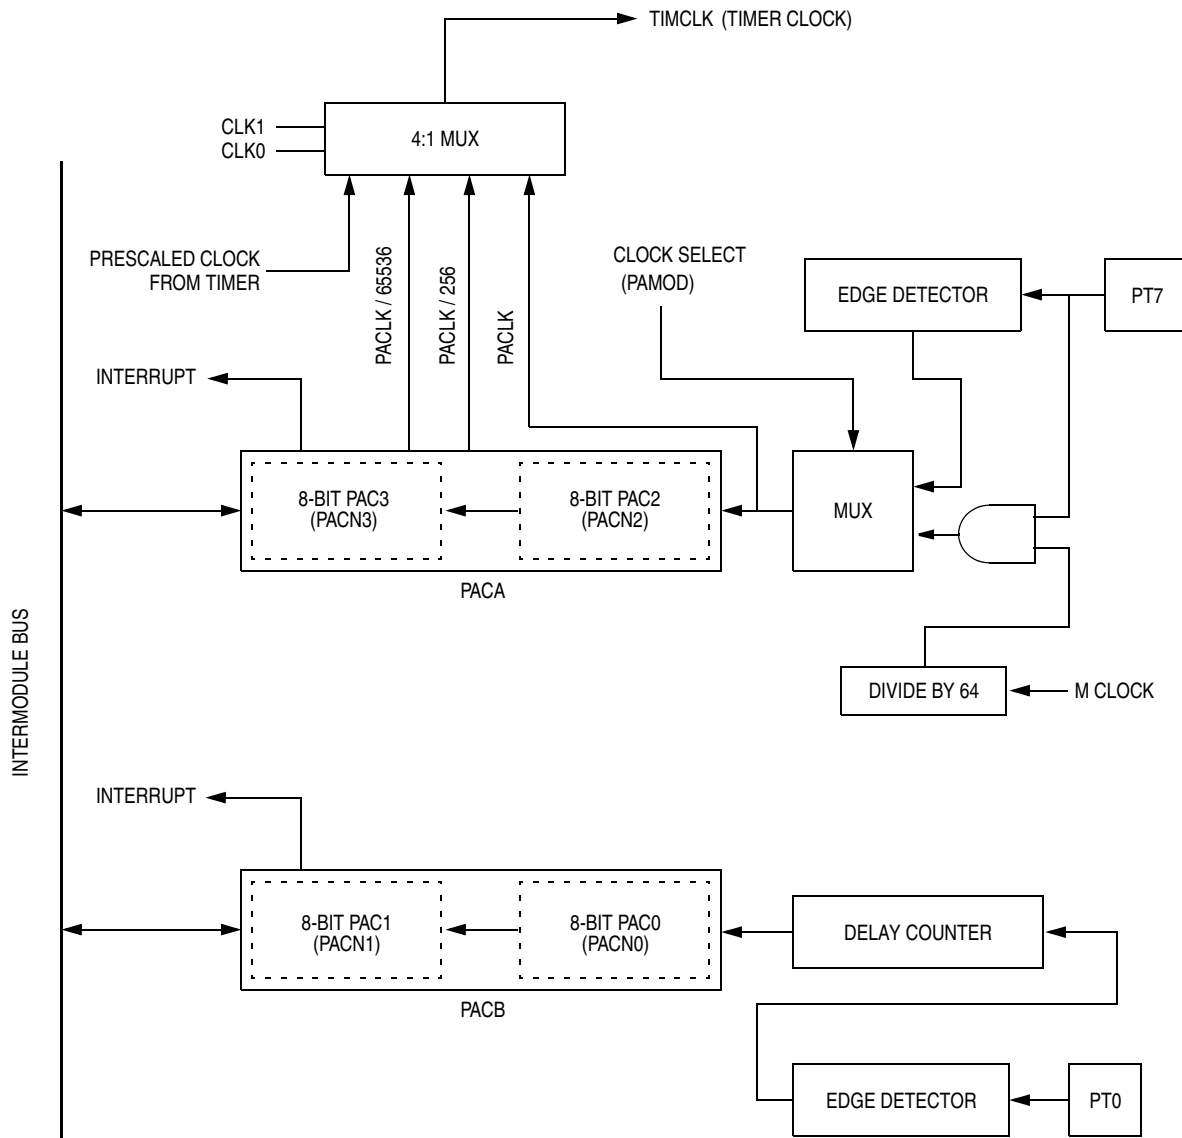 TIMCLK (TIMER CLOCK)
CLK1
CLK0
4:1 MUX
PRESCALED CLOCK
FROM TIMER
PACLK / 65536
PACLK / 256
PACLK
CLOCK SELECT
(PAMOD)
EDGE DETECTOR
PT7
INTERRUPT
8-BIT PAC3
(PACN3)
8-BIT PAC2
(PACN2)
MUX
PACA
INTERMODULE BUS
DIVIDE BY 64
M CLOCK
INTERRUPT
8-BIT PAC1
(PACN1)
8-BIT PAC0
(PACN0)
DELAY COUNTER
PACB
EDGE DETECTOR
PT0